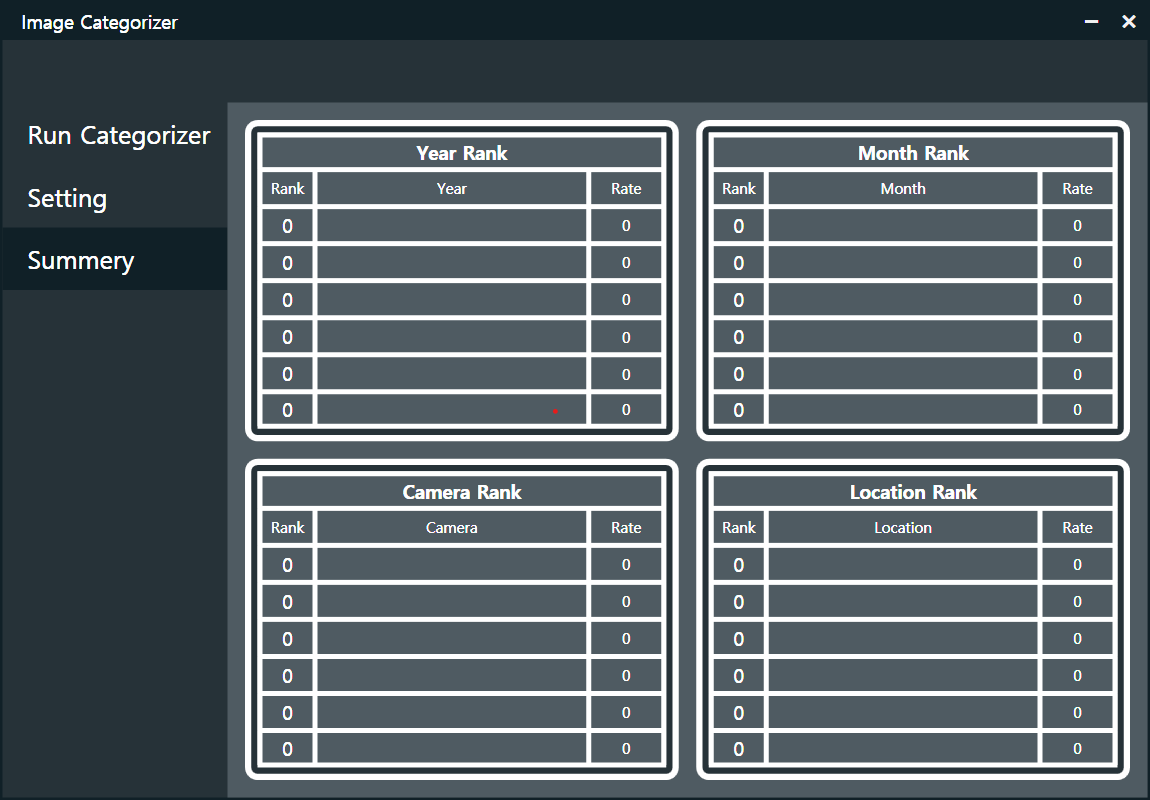 Image Categorizer
Run Categorizer
Setting
Summery
Year Rank
Rank Year Rate
0 0
0 0
0 0
0 0
0 0
0 0
Month Rank
Rank Month Rate
0 0
0 0
0 0
0 0
0 0
0 0
Camera Rank
Rank Camera Rate
0 0
0 0
0 0
0 0
0 0
0 0
Location Rank
Rank Location Rate
0 0
0 0
0 0
0 0
0 0
0 0